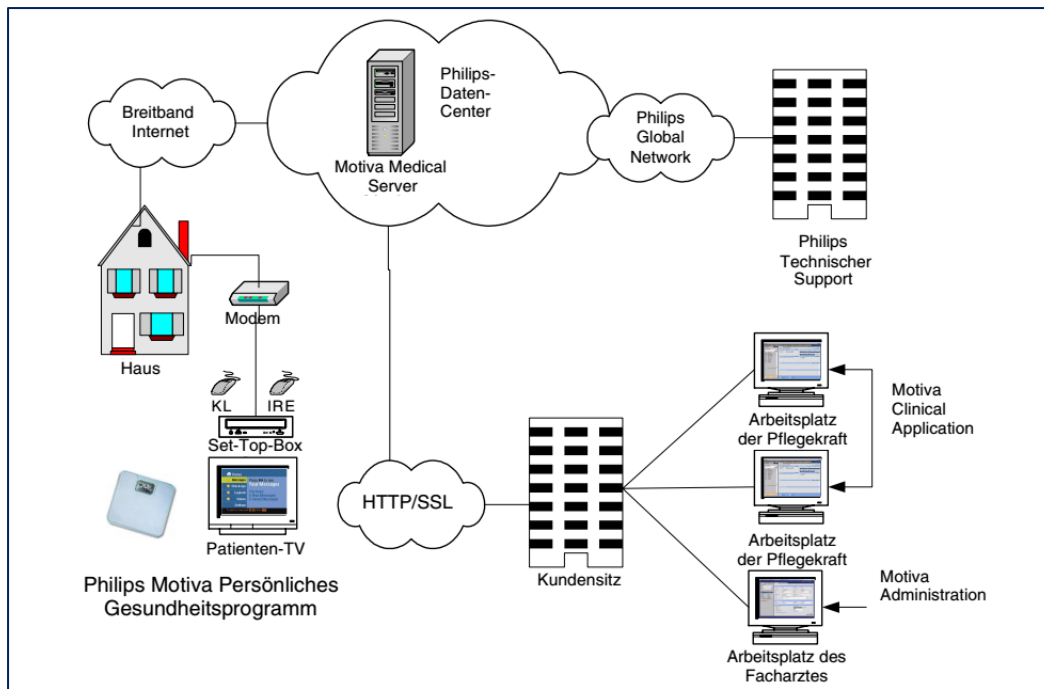 Philips-
Daten-
Center
Breitband
Internet
Motiva Medical
Server
Philips
Global
Network
Philips
Technischer
Support
Modem
Haus
KL
IRE
Set-Top-Box
Patienten-TV
Philips Motiva Persönliches
Gesundheitsprogramm
HTTP/SSL
Kundensitz
Arbeitsplatz
der Pflegekraft
Motiva
Clinical
Application
Arbeitsplatz
der Pflegekraft
Motiva
Administration
Arbeitsplatz des
Facharztes